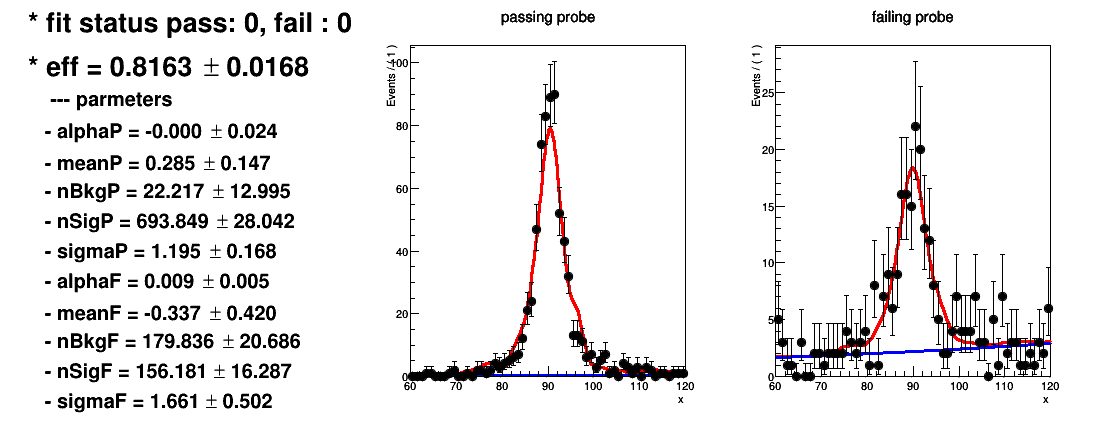 * fit status pass: 0, fail : 0
* eff = 0.8163 ± 0.0168
--- parmeters
- alphaP = -0.000 ± 0.024
- meanP = 0.285 ± 0.147
- nBkgP = 22.217 ± 12.995
- nSigP = 693.849 ± 28.042
- sigmaP = 1.195 ± 0.168
- alphaF = 0.009 ± 0.005
- meanF = -0.337 ± 0.420
- nBkgF = 179.836 ± 20.686
- nSigF = 156.181 ± 16.287
- sigmaF = 1.661 ± 0.502
passing probe
Events / ( 1 )
100
80
60
40
20
0
60 70 80 90 100 110 120
x
failing probe
Events / ( 1 )
25
20
15
10
5
0
60 70 80 90 100 110 120
x